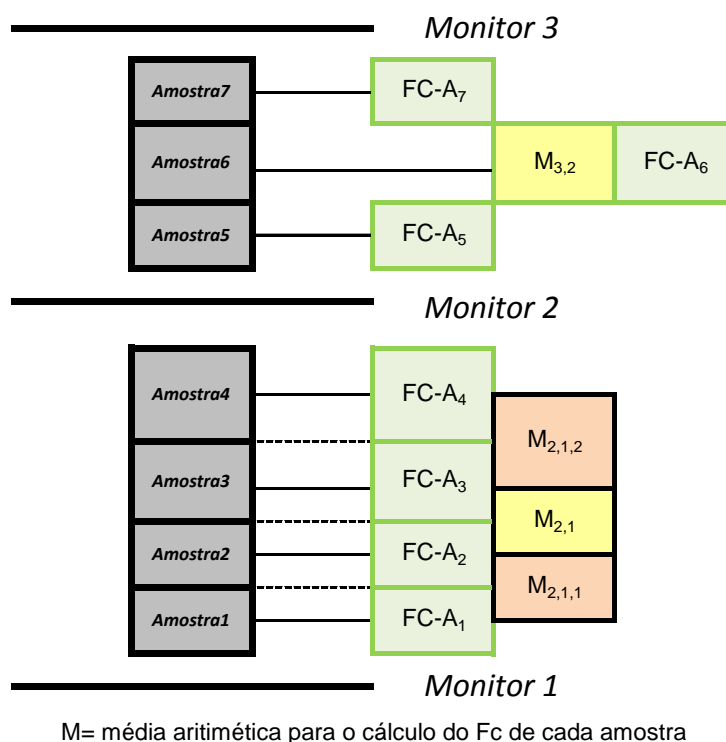 Monitor 3
Amostra7
FC-A7
Amostra6
M3,2
FC-A6
Amostra5
FC-A5
Monitor 2
Amostra4
FC-A4
M2,1,2
Amostra3
FC-A3
M2,1
Amostra2
FC-A2
M2,1,1
Amostra1
FC-A1
Monitor 1
M= média aritimética para o cálculo do Fc de cada amostra